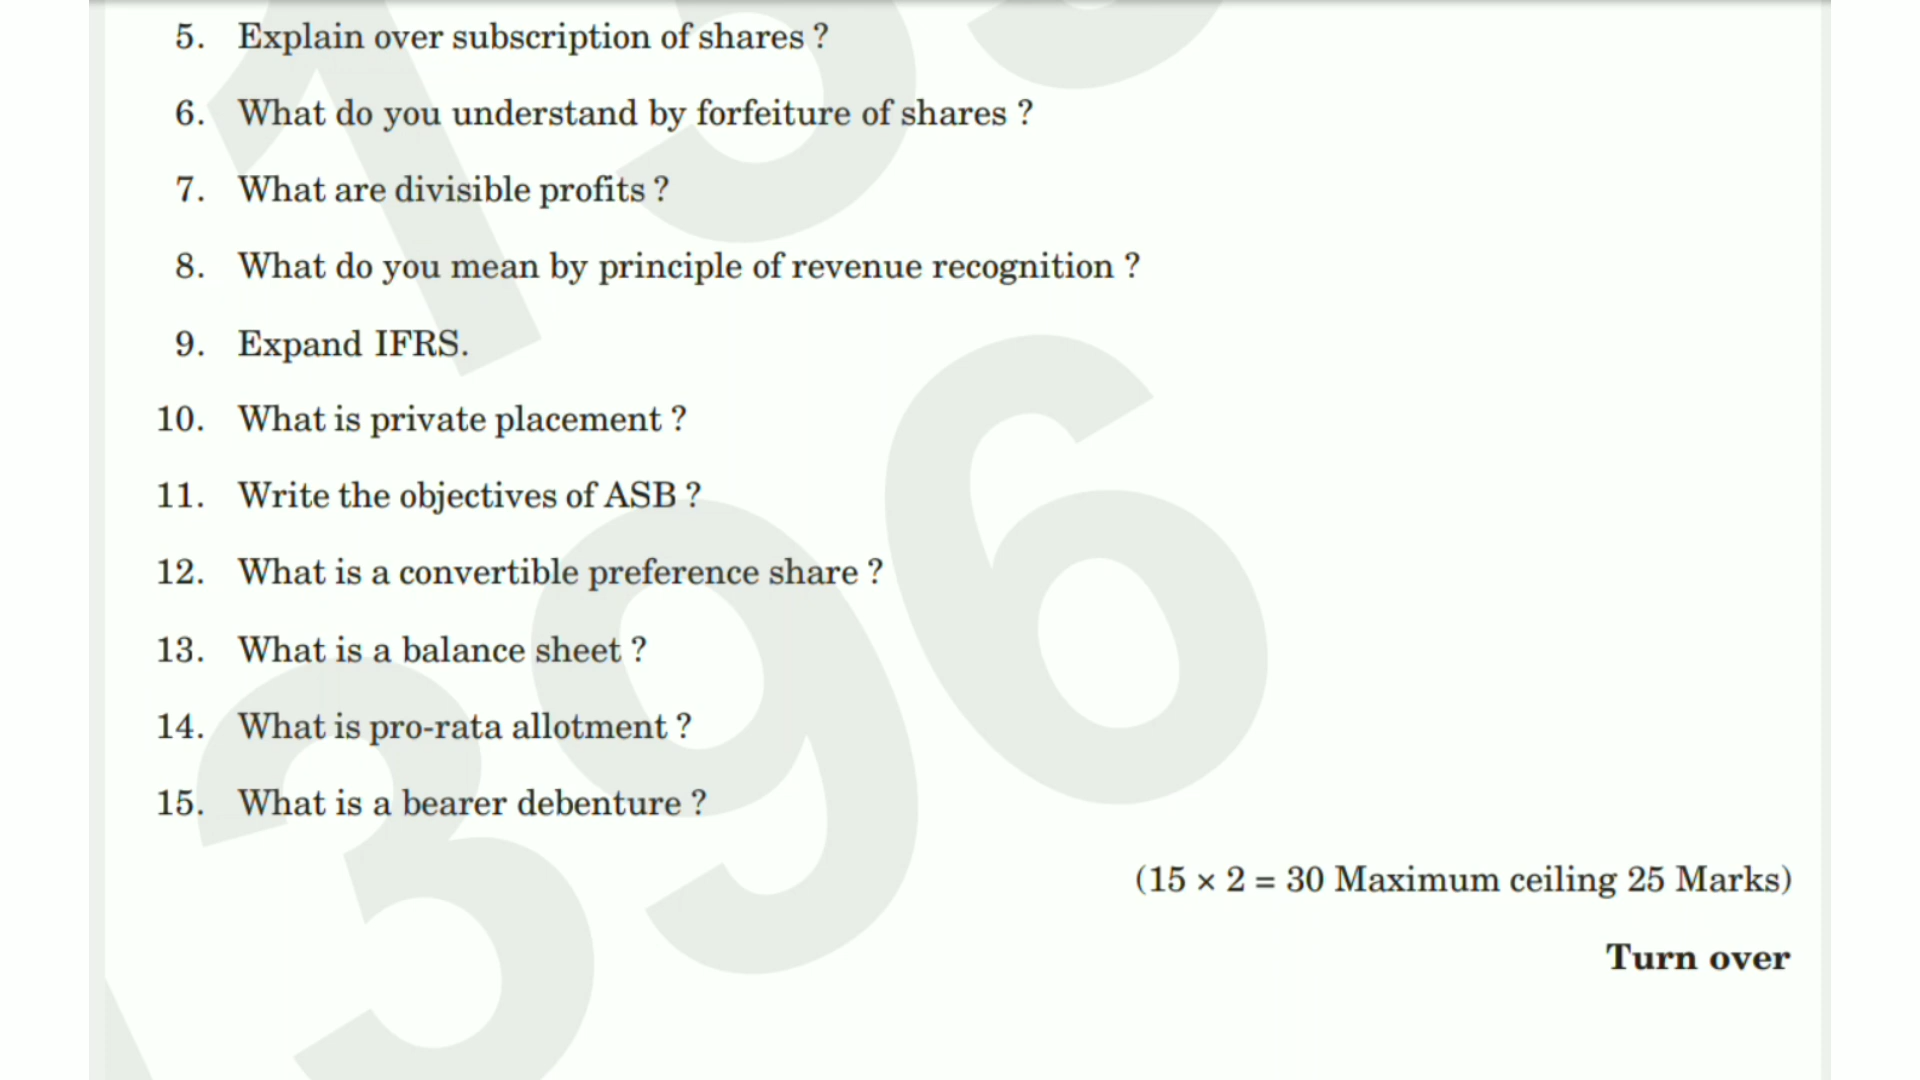 5. Explain over subscription of shares ?
6. What do you understand by forfeiture of shares ?
7. What are divisible profits ?
8. What do you mean by principle of revenue recognition ?
9. Expand IFRS.
10. What is private placement ?
11. Write the objectives of ASB ?
12. What is a convertible preference share ?
13. What is a balance sheet ?
14. What is pro-rata allotment ?
15. What is a bearer debenture ?
(15 × 2 = 30 Maximum ceiling 25 Marks)
Turn over